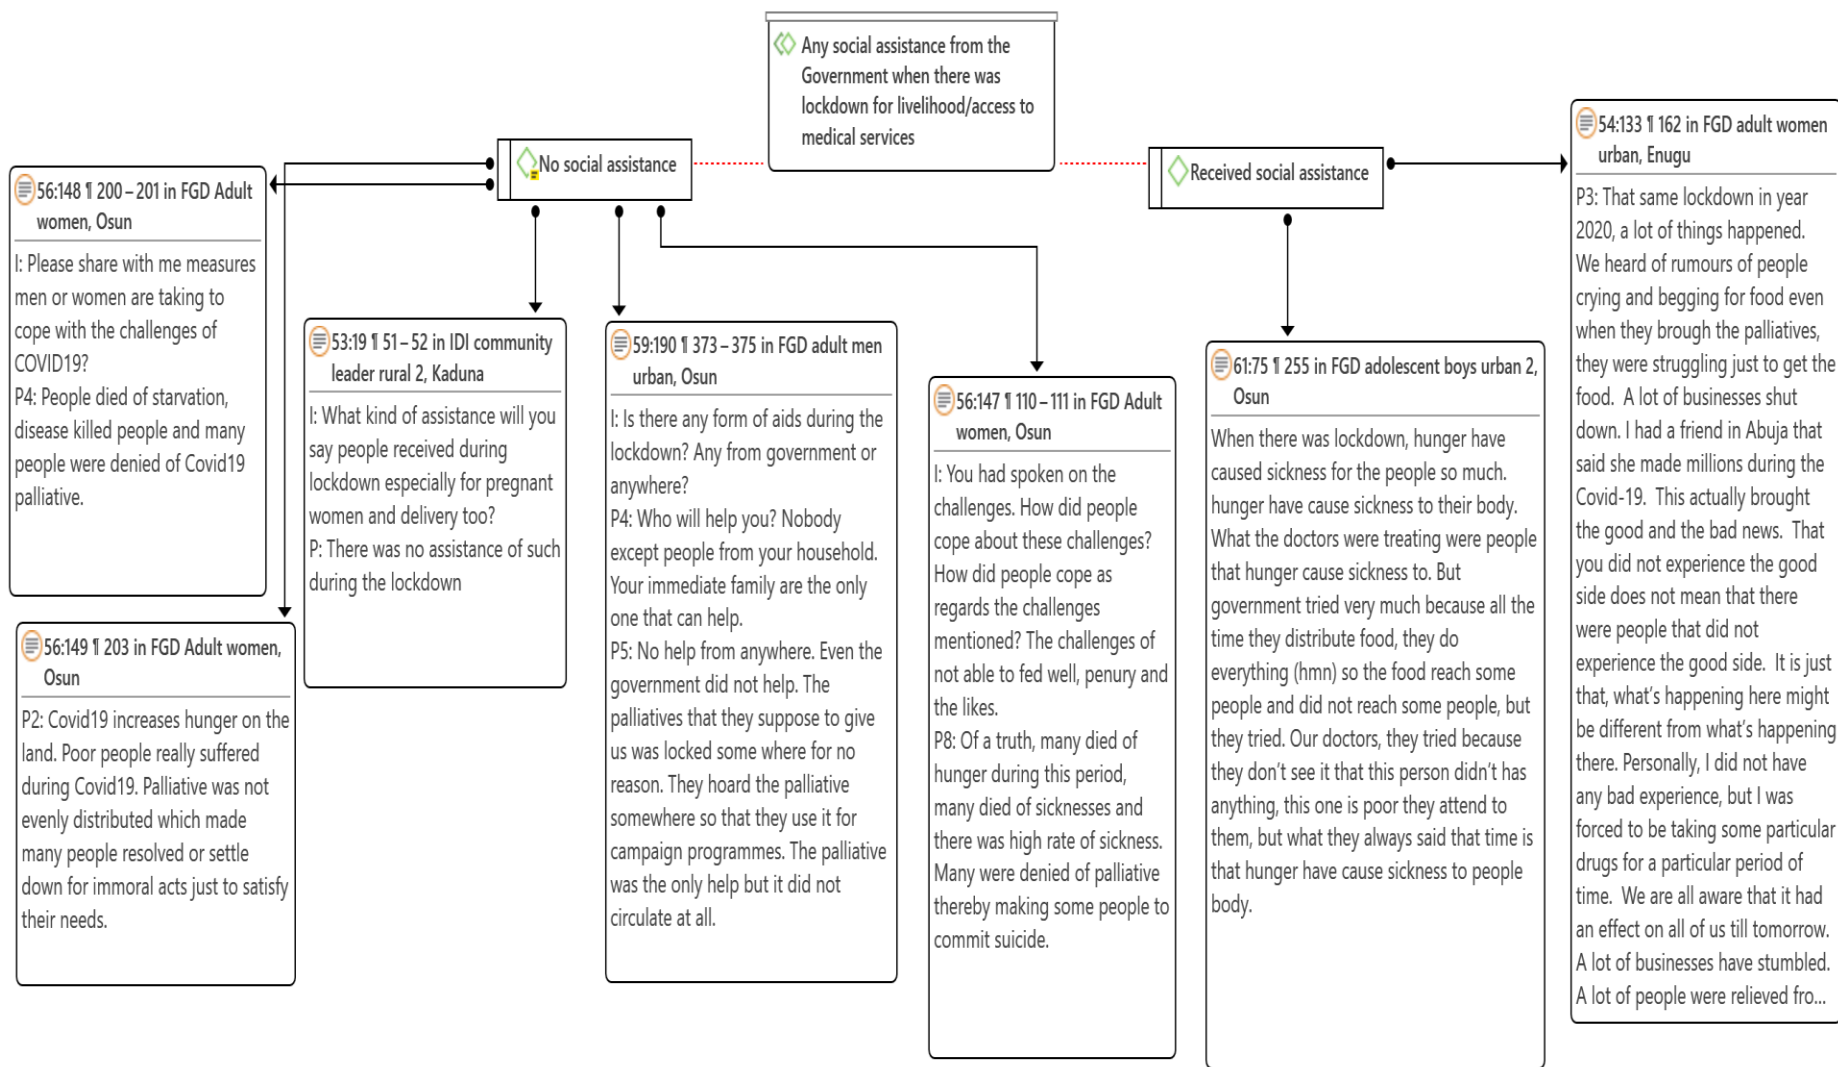 Any social assistance from the
Government when there was
lockdown for livelihood/access to
medical services
No social assistance
Received social assistance
56:148 ¶ 200 – 201 in FGD Adult
women, Osun
I: Please share with me measures
men or women are taking to
cope with the challenges of
COVID19?
P4: People died of starvation,
disease killed people and many
people were denied of Covid19
palliative.
56:149 ¶ 203 in FGD Adult women,
Osun
P2: Covid19 increases hunger on the
land. Poor people really suffered
during Covid19. Palliative was not
evenly distributed which made
many people resolved or settle
down for immoral acts just to satisfy
their needs.
53:19 ¶ 51 – 52 in IDI community
leader rural 2, Kaduna
I: What kind of assistance will you
say people received during
lockdown especially for pregnant
women and delivery too?
P: There was no assistance of such
during the lockdown
59:190 ¶ 373 – 375 in FGD adult men
urban, Osun
I: Is there any form of aids during the
lockdown? Any from government or
anywhere?
P4: Who will help you? Nobody
except people from your household.
Your immediate family are the only
one that can help.
P5: No help from anywhere. Even the
government did not help. The
palliatives that they suppose to give
us was locked some where for no
reason. They hoard the palliative
somewhere so that they use it for
campaign programmes. The palliative
was the only help but it did not
circulate at all.
56:147 ¶ 110 – 111 in FGD Adult
women, Osun
I: You had spoken on the
challenges. How did people
cope about these challenges?
How did people cope as
regards the challenges
mentioned? The challenges of
not able to fed well, penury and
the likes.
P8: Of a truth, many died of
hunger during this period,
many died of sicknesses and
there was high rate of sickness.
Many were denied of palliative
thereby making some people to
commit suicide.
61:75 ¶ 255 in FGD adolescent boys urban 2,
Osun
When there was lockdown, hunger have
caused sickness for the people so much.
hunger have cause sickness to their body.
What the doctors were treating were people
that hunger cause sickness to. But
government tried very much because all the
time they distribute food, they do
everything (hmn) so the food reach some
people and did not reach some people, but
they tried. Our doctors, they tried because
they don't see it that this person didn't has
anything, this one is poor they attend to
them, but what they always said that time is
that hunger have cause sickness to people
body.
54:133 ¶ 162 in FGD adult women
urban, Enugu
P3: That same lockdown in year
2020, a lot of things happened.
We heard of rumours of people
crying and begging for food even
when they brough the palliatives,
they were struggling just to get the
food.  A lot of businesses shut
down. I had a friend in Abuja that
said she made millions during the
Covid-19.  This actually brought
the good and the bad news.  That
you did not experience the good
side does not mean that there
were people that did not
experience the good side.  It is just
that, what's happening here might
be different from what's happening
there. Personally, I did not have
any bad experience, but I was
forced to be taking some particular
drugs for a particular period of
time.  We are all aware that it had
an effect on all of us till tomorrow.
A lot of businesses have stumbled.
A lot of people were relieved fro...